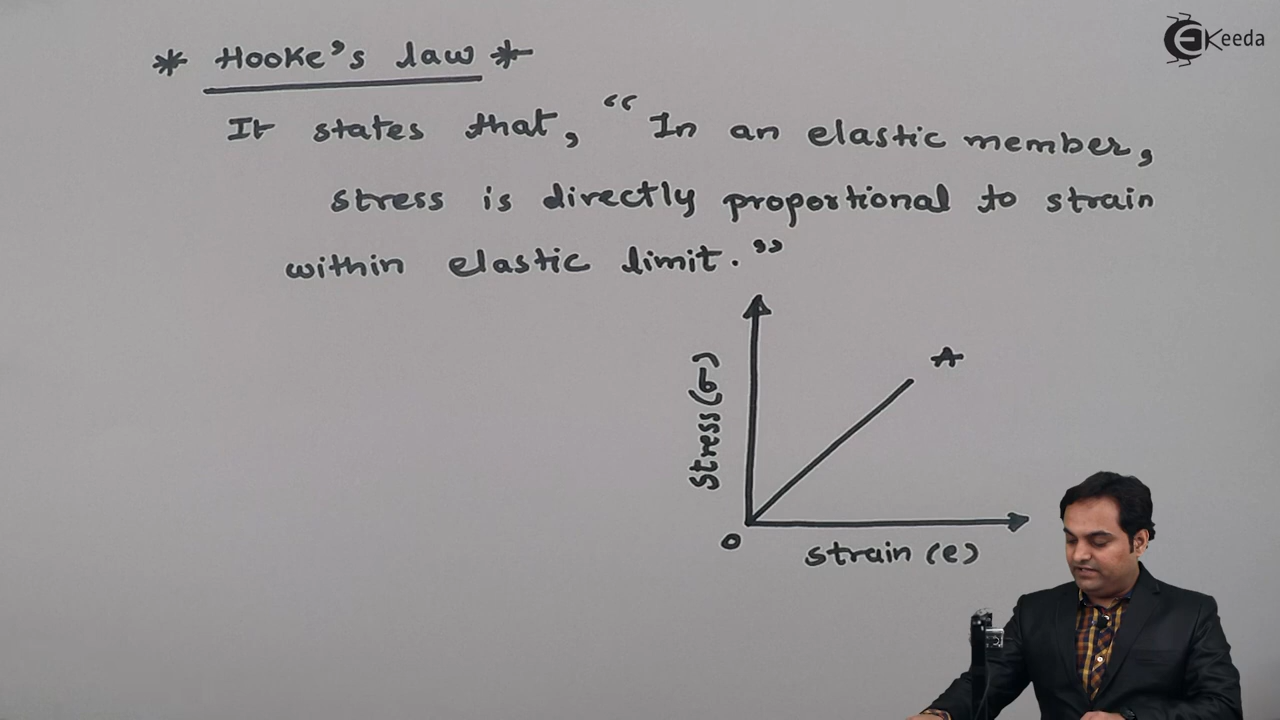 * Hooke's law *
It states that, "In an elastic member,
stress is directly proportional to strain
within elastic limit."
Stress (σ)
A
O
strain (e)
Ekeeda